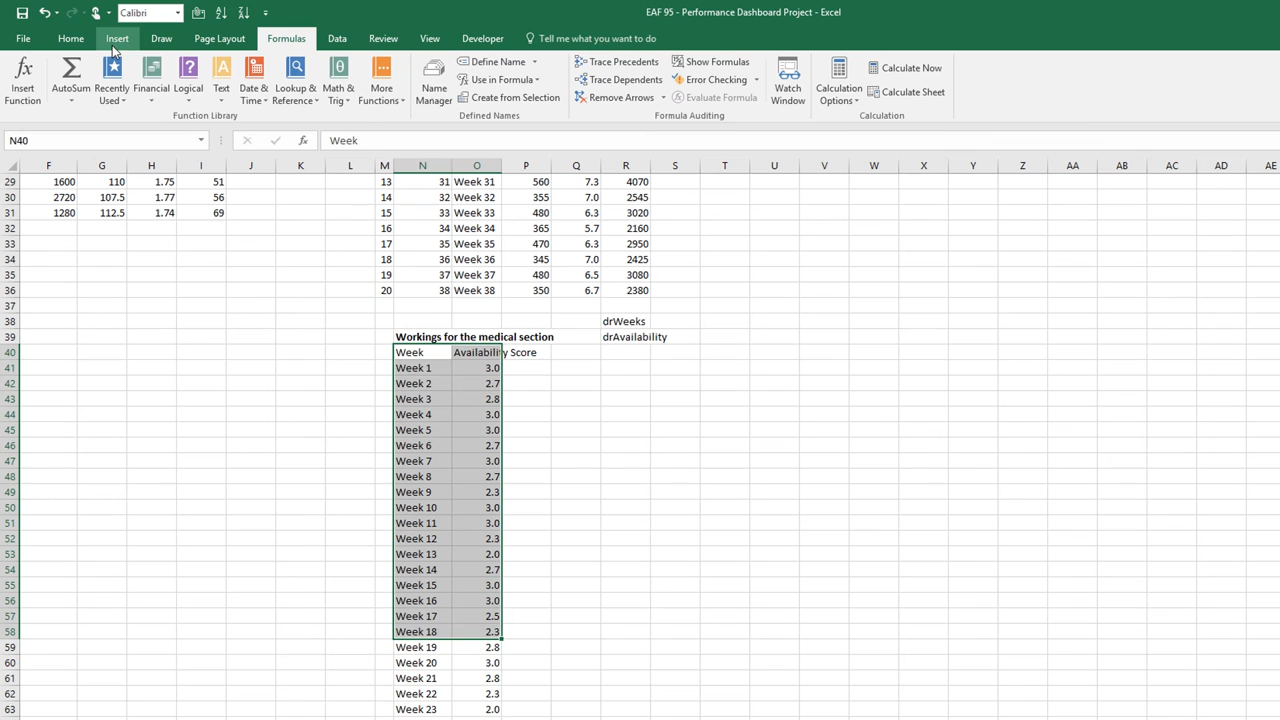 Calibri
EAF 95 - Performance Dashboard Project - Excel
File Home Insert Draw Page Layout Formulas Data Review View Developer Tell me what you want to do
Insert Function
AutoSum
Recently Used
Financial
Logical
Text
Date & Time
Lookup & Reference
Math & Trig
More Functions
Function Library
Name Manager
Define Name
Use in Formula
Create from Selection
Defined Names
Trace Precedents
Trace Dependents
Remove Arrows
Show Formulas
Error Checking
Evaluate Formula
Formula Auditing
Watch Window
Calculation Options
Calculate Now
Calculate Sheet
Calculation
N40 fx Week
F G H I J K L M N O P Q R S T U V W X Y Z AA AB AC AD AE
29 1600 110 1.75 51 13 31 Week 31 560 7.3 4070
30 2720 107.5 1.77 56 14 32 Week 32 355 7.0 2545
31 1280 112.5 1.74 69 15 33 Week 33 480 6.3 3020
32 16 34 Week 34 365 5.7 2160
33 17 35 Week 35 470 6.3 2950
34 18 36 Week 36 345 7.0 2425
35 19 37 Week 37 480 6.5 3080
36 20 38 Week 38 350 6.7 2380
37
38 drWeeks
39 Workings for the medical section drAvailability
40 Week Availability Score
41 Week 1 3.0
42 Week 2 2.7
43 Week 3 2.8
44 Week 4 3.0
45 Week 5 3.0
46 Week 6 2.7
47 Week 7 3.0
48 Week 8 2.7
49 Week 9 2.3
50 Week 10 3.0
51 Week 11 3.0
52 Week 12 2.3
53 Week 13 2.0
54 Week 14 2.7
55 Week 15 3.0
56 Week 16 3.0
57 Week 17 2.5
58 Week 18 2.3
59 Week 19 2.8
60 Week 20 3.0
61 Week 21 2.8
62 Week 22 2.3
63 Week 23 2.0